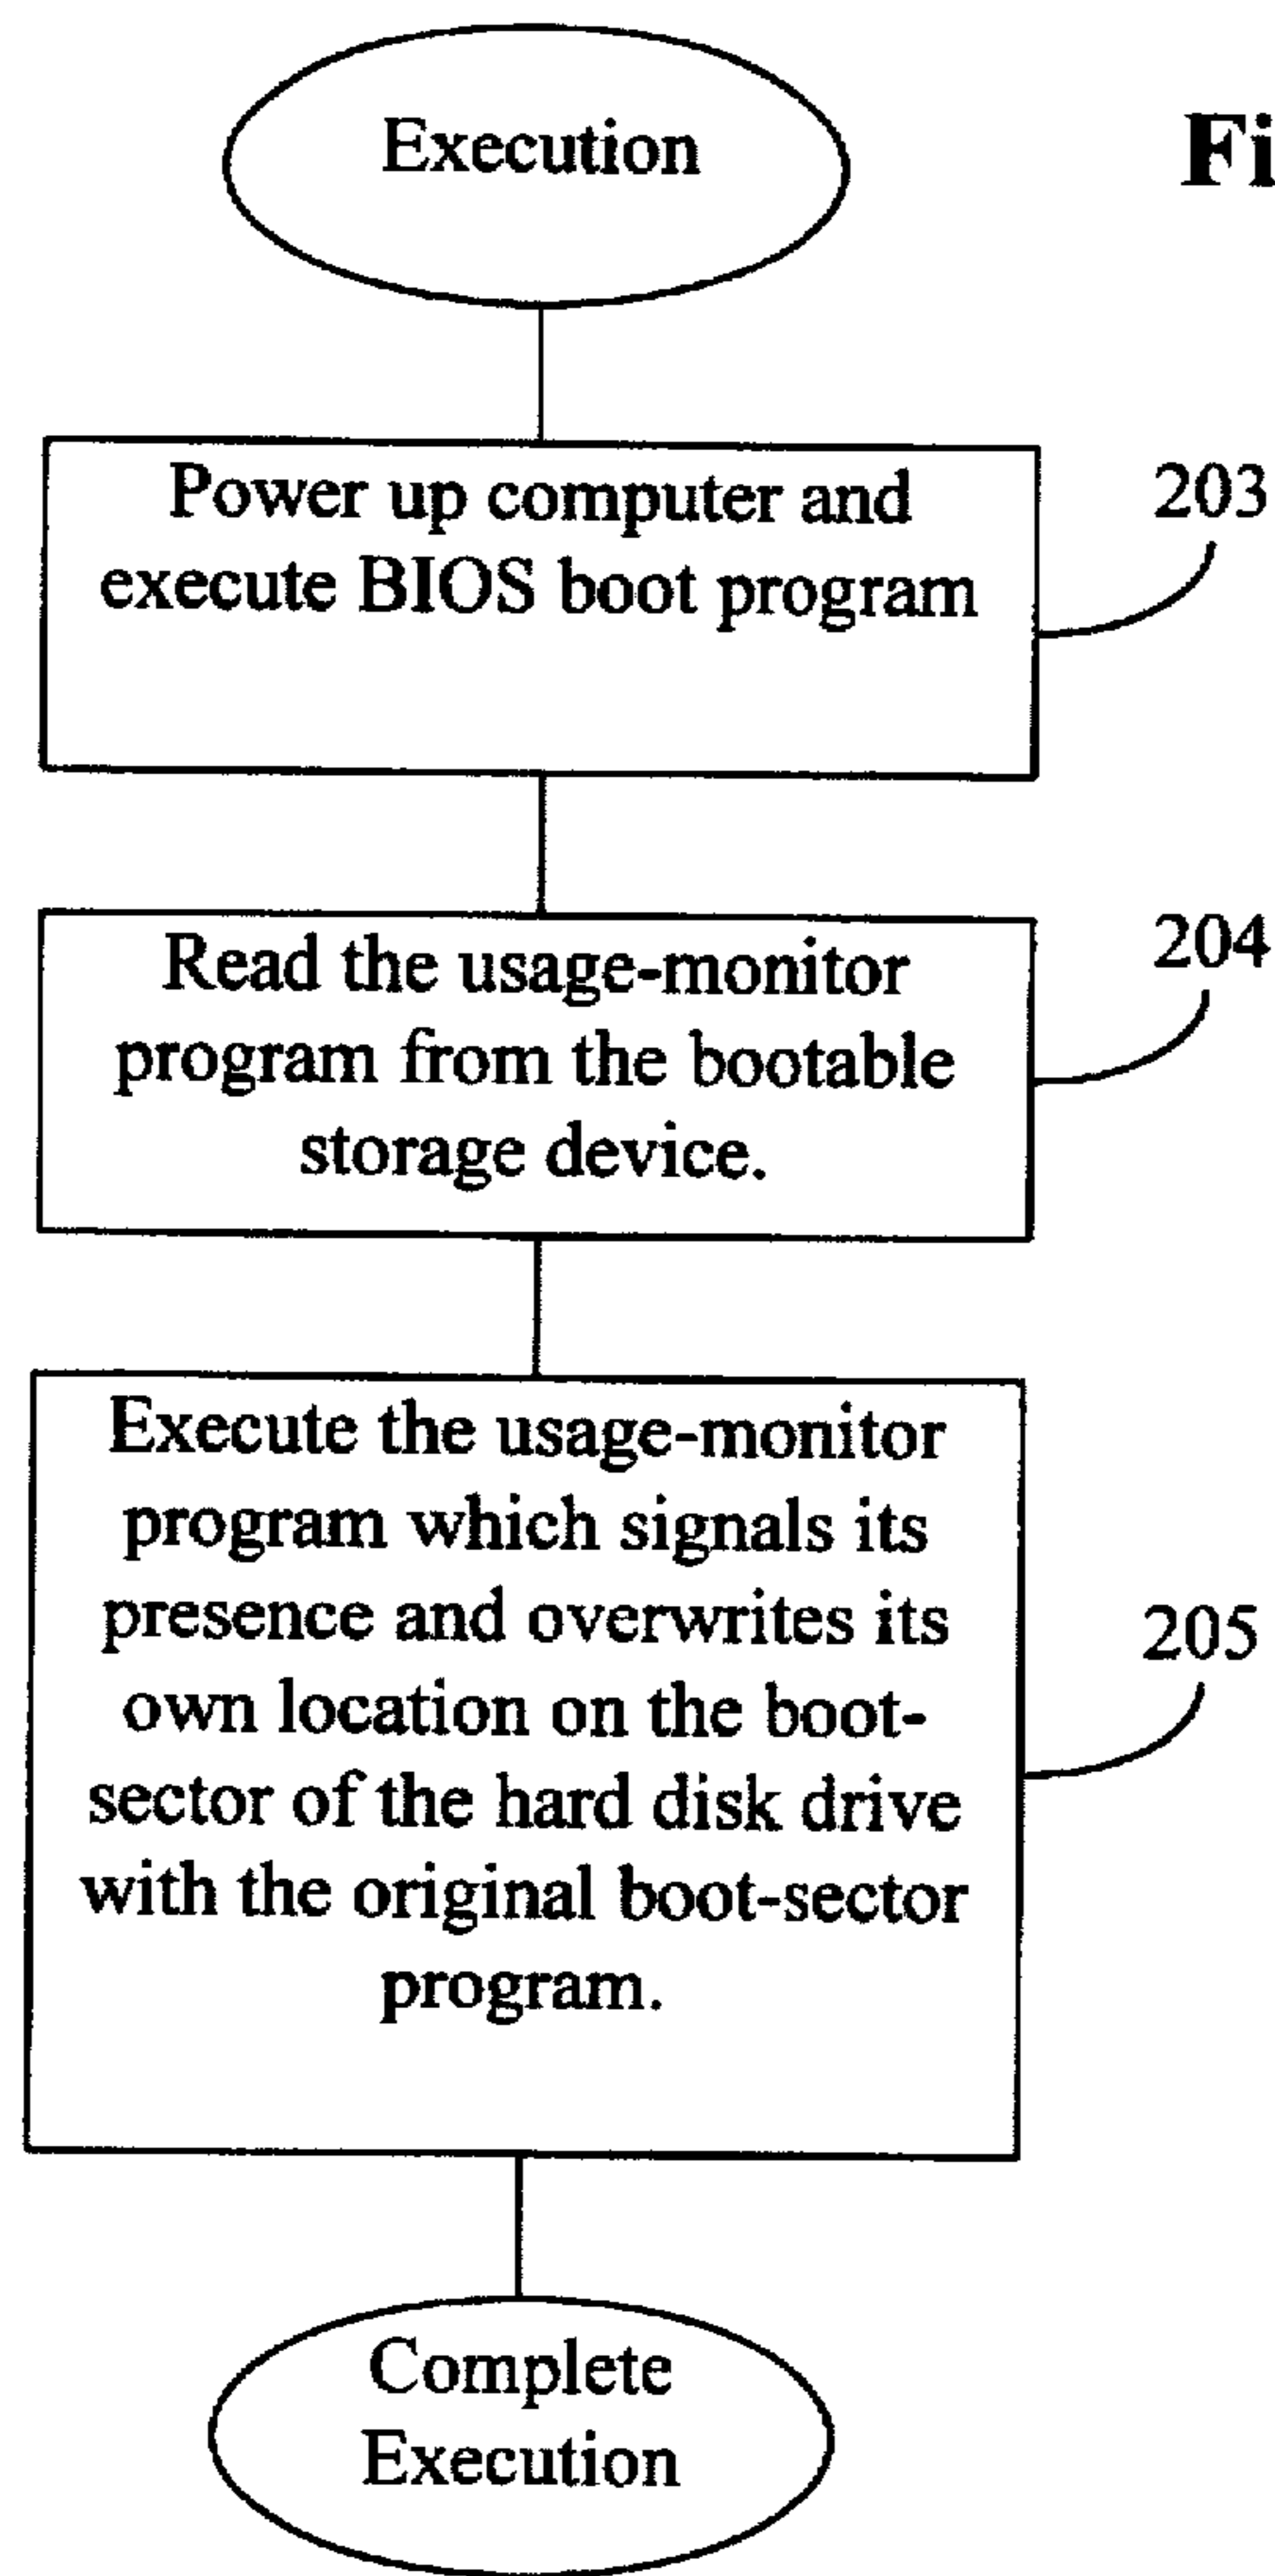 Execution
Fi
Power up computer and
execute BIOS boot program
203
Read the usage-monitor
program from the bootable
storage device.
204
Execute the usage-monitor
program which signals its
presence and overwrites its
own location on the boot-
sector of the hard disk drive
with the original boot-sector
program.
205
Complete
Execution